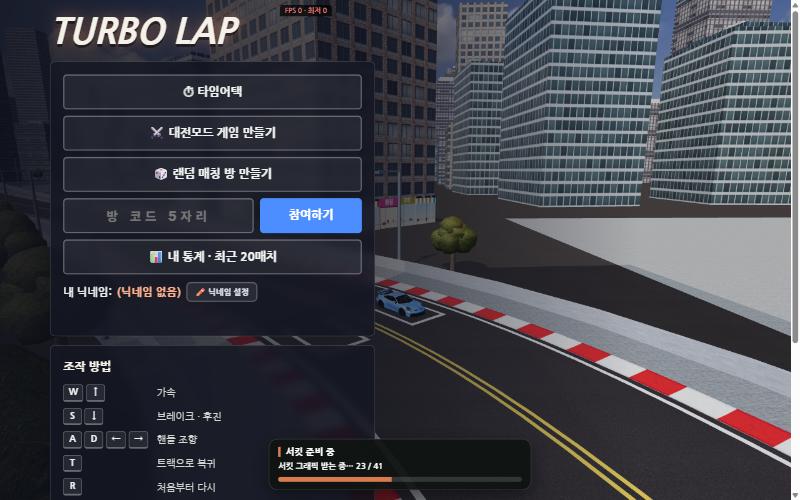 FPS 0 · 최저 0
TURBO LAP
⏱ 타임어택
⚔ 대전모드 게임 만들기
🎲 랜덤 매칭 방 만들기
방 코드 5자리 참여하기
📊 내 통계 · 최근 20매치
내 닉네임: (닉네임 없음) 닉네임 설정
조작 방법
W ↑ 가속
S ↓ 브레이크 · 후진
A D ← → 핸들 조향
T 트랙으로 복귀
R 처음부터 다시
서킷 준비 중
서킷 그래픽 받는 중… 23 / 41